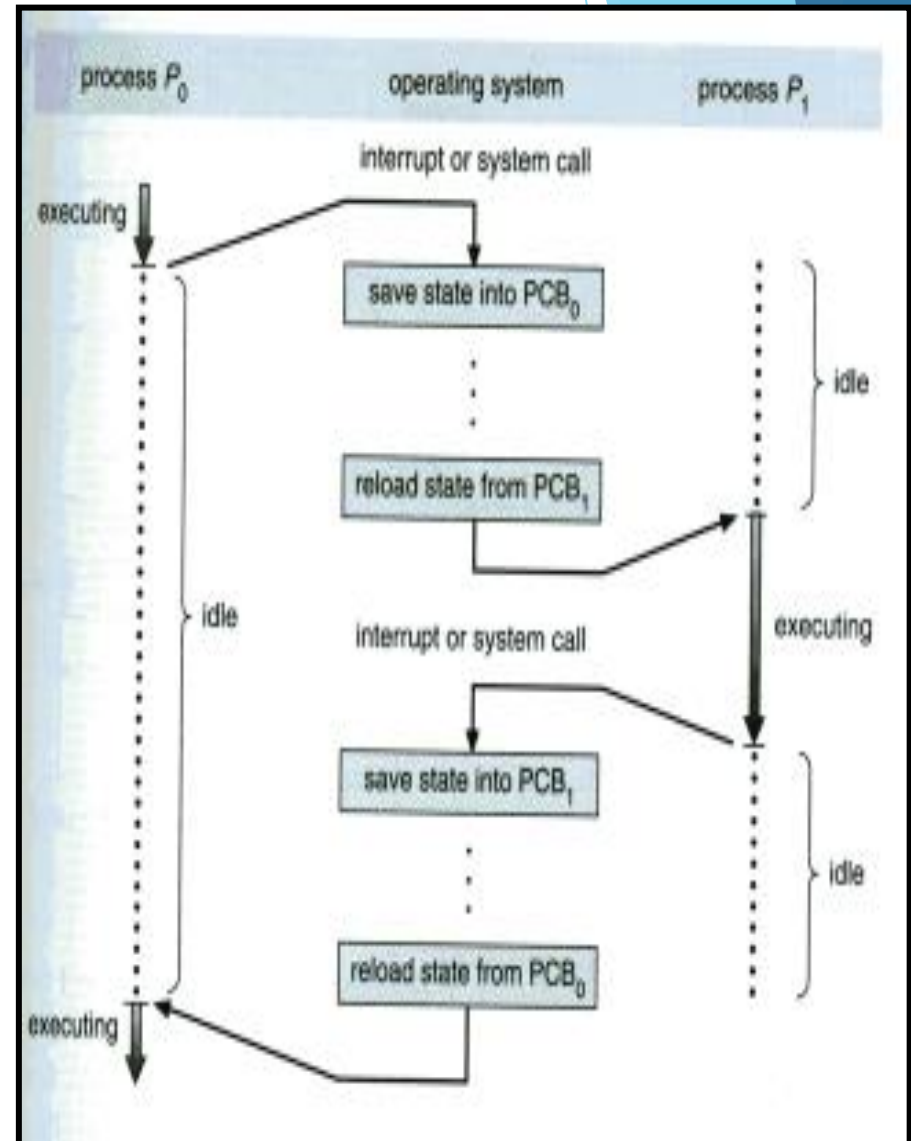 process P₀ operating system process P₁
interrupt or system call
executing
save state into PCB₀
idle
reload state from PCB₁
idle
executing
interrupt or system call
save state into PCB₁
idle
reload state from PCB₀
executing